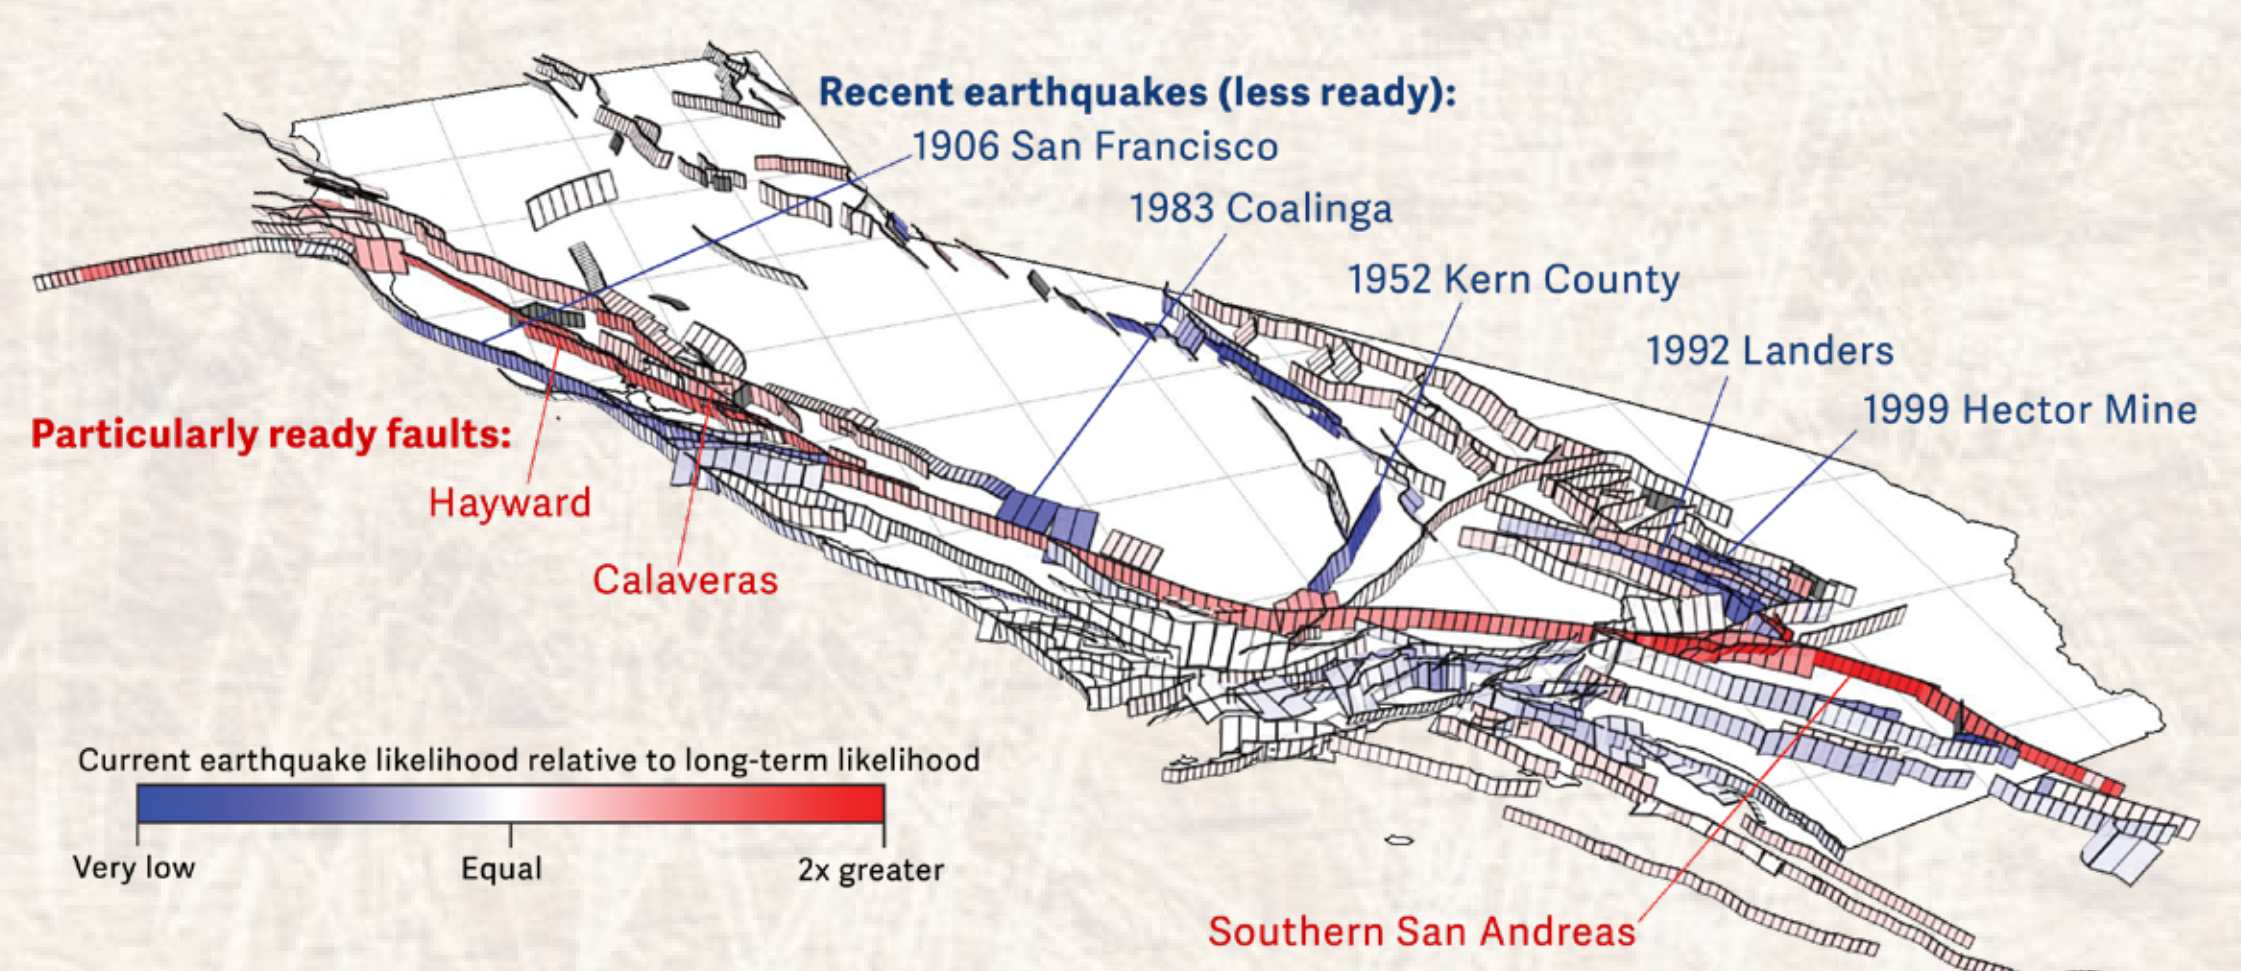 Recent earthquakes (less ready):
1906 San Francisco
1983 Coalinga
1952 Kern County
1992 Landers
1999 Hector Mine
Particularly ready faults:
Hayward
Calaveras
Southern San Andreas
Current earthquake likelihood relative to long-term likelihood
Very low Equal 2x greater